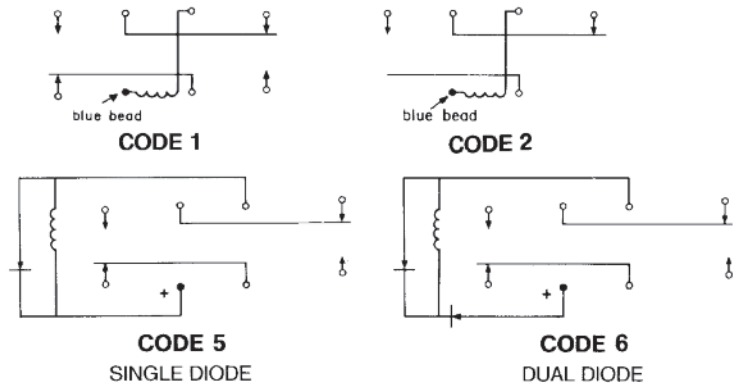 blue bead
blue bead
CODE 1
CODE 2
+
+
CODE 5
CODE 6
SINGLE DIODE
DUAL DIODE